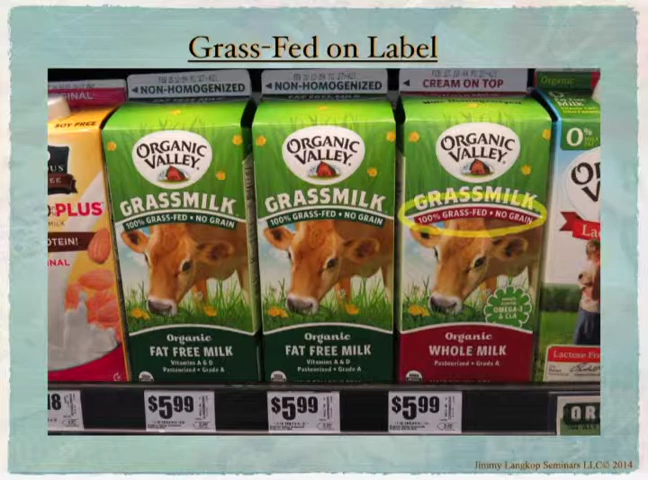 Grass-Fed on Label
NON-HOMOGENIZED
NON-HOMOGENIZED
CREAM ON TOP
Organic
SOY FREE
PLUS
ORGANIC
VALLEY
GRASSMILK
100% GRASS-FED • NO GRAIN
Organic
FAT FREE MILK
Vitamins A & D
Pasteurized • Grade A
ORGANIC
VALLEY
GRASSMILK
100% GRASS-FED • NO GRAIN
Organic
FAT FREE MILK
Vitamins A & D
Pasteurized • Grade A
ORGANIC
VALLEY
GRASSMILK
100% GRASS-FED • NO GRAIN
OMEGA-3
& CLA
Organic
WHOLE MILK
Pasteurized • Grade A
0%
$5.99
$5.99
$5.99
OR
Jimmy Langkop Seminars LLC© 2014